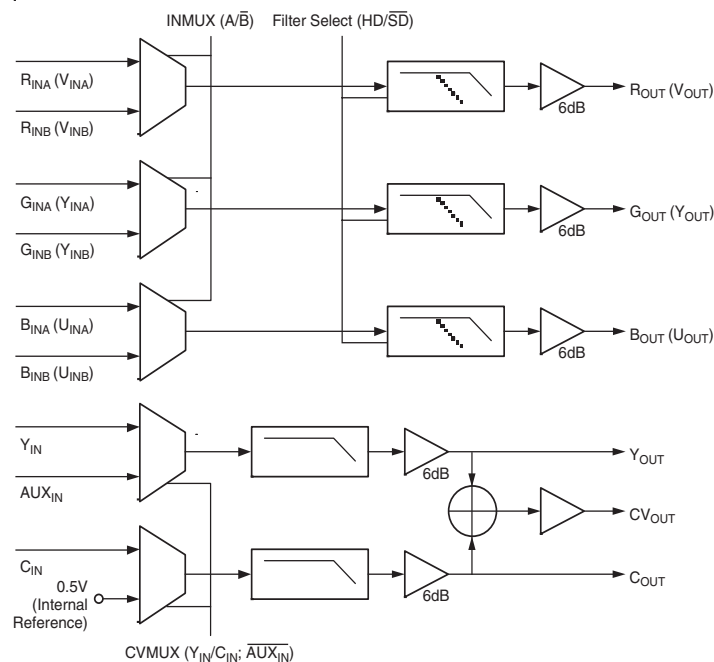 INMUX (A/B̅) Filter Select (HD/S̅D̅)
R_INA (V_INA)
R_INB (V_INB)
6dB
R_OUT (V_OUT)
G_INA (Y_INA)
G_INB (Y_INB)
6dB
G_OUT (Y_OUT)
B_INA (U_INA)
B_INB (U_INB)
6dB
B_OUT (U_OUT)
Y_IN
AUX_IN
6dB
Y_OUT
CV_OUT
C_IN
0.5V
(Internal
Reference)
6dB
C_OUT
CVMUX (Y_IN/C_IN; A̅U̅X̅_I̅N̅)